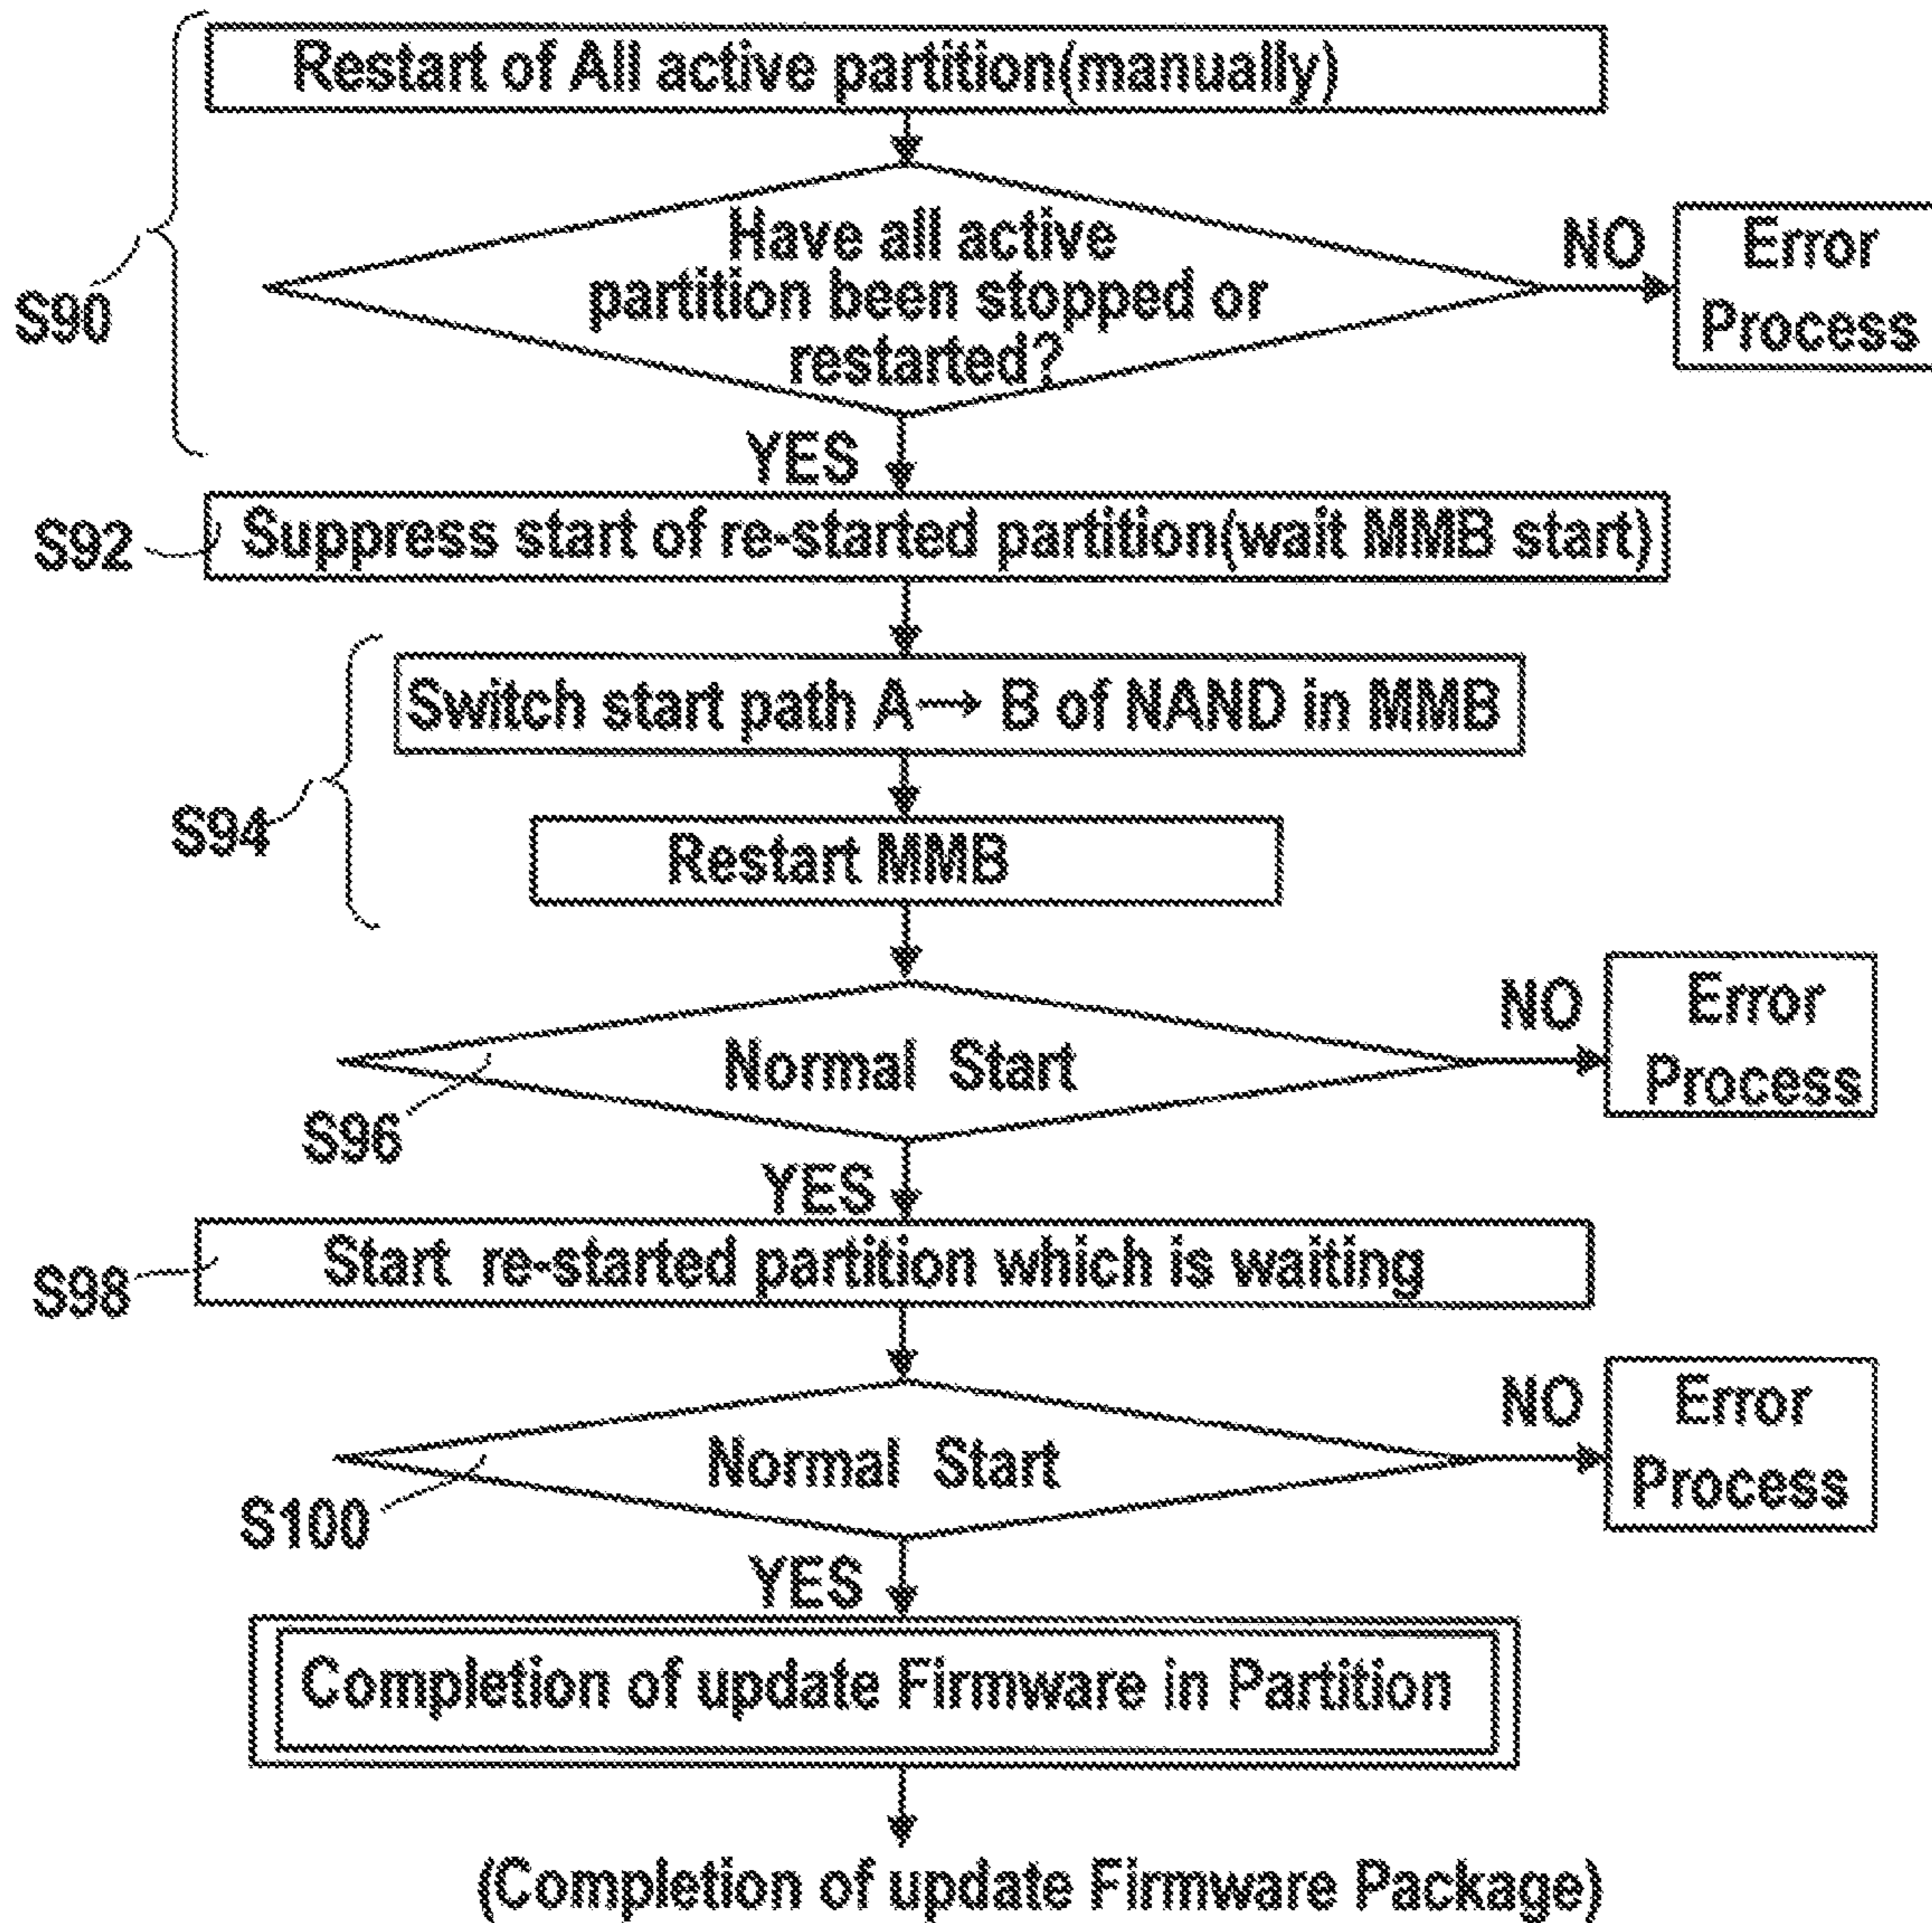 Restart of All active partition(manually)
Have all active
partition been stopped or
restarted?
NO
Error
Process
S90
YES
S92
Suppress start of re-started partition(wait MMB start)
Switch start path A→ B of NAND in MMB
S94
Restart MMB
Normal Start
NO
Error
Process
S96
YES
S98
Start re-started partition which is waiting
Normal Start
NO
Error
Process
S100
YES
Completion of update Firmware in Partition
(Completion of update Firmware Package)